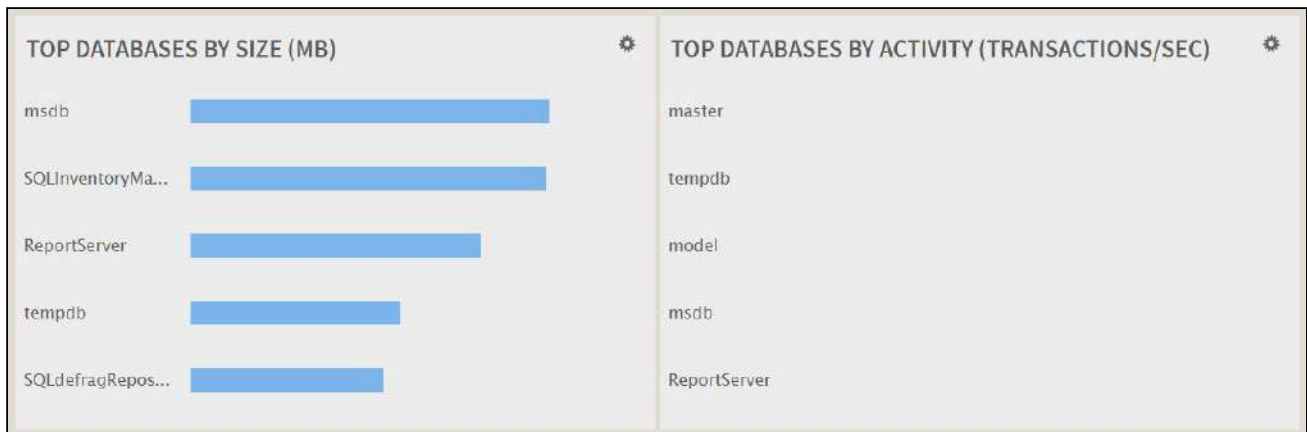 TOP DATABASES BY SIZE (MB)
msdb
SQLInventoryMa...
ReportServer
tempdb
SQLdefragRepos...
TOP DATABASES BY ACTIVITY (TRANSACTIONS/SEC)
master
tempdb
model
msdb
ReportServer